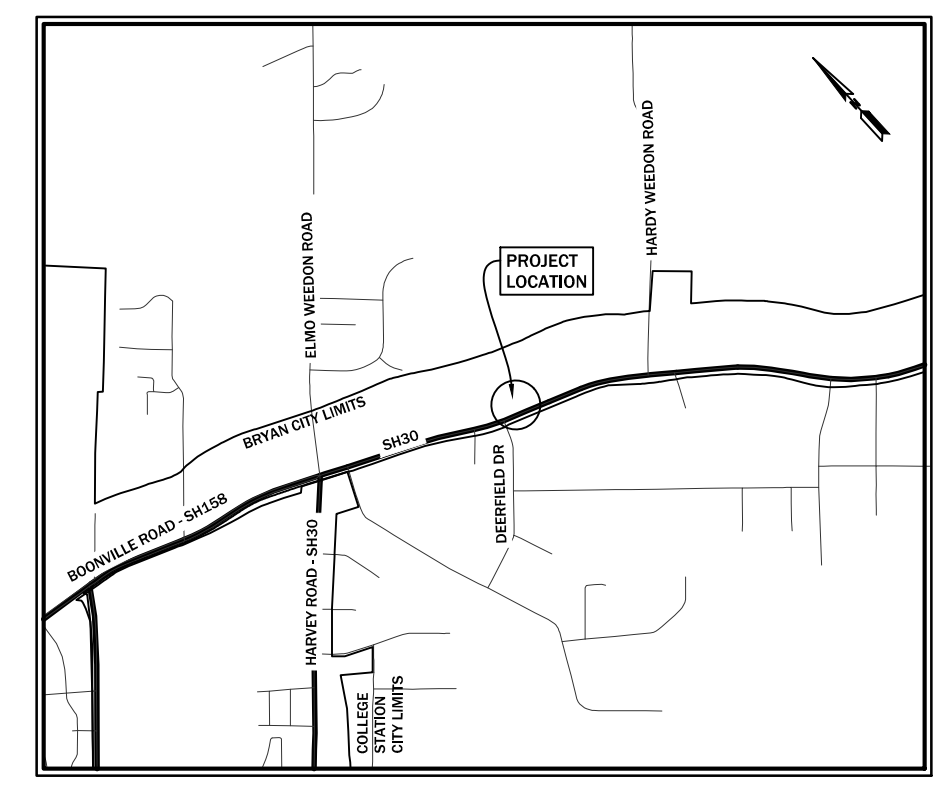 HARDY WEEDON ROAD
ELMO WEEDON ROAD
PROJECT
LOCATION
BRYAN CITY LIMITS
SH30
DEERFIELD DR
BOONVILLE ROAD - SH158
HARVEY ROAD - SH30
COLLEGE
STATION
CITY LIMITS